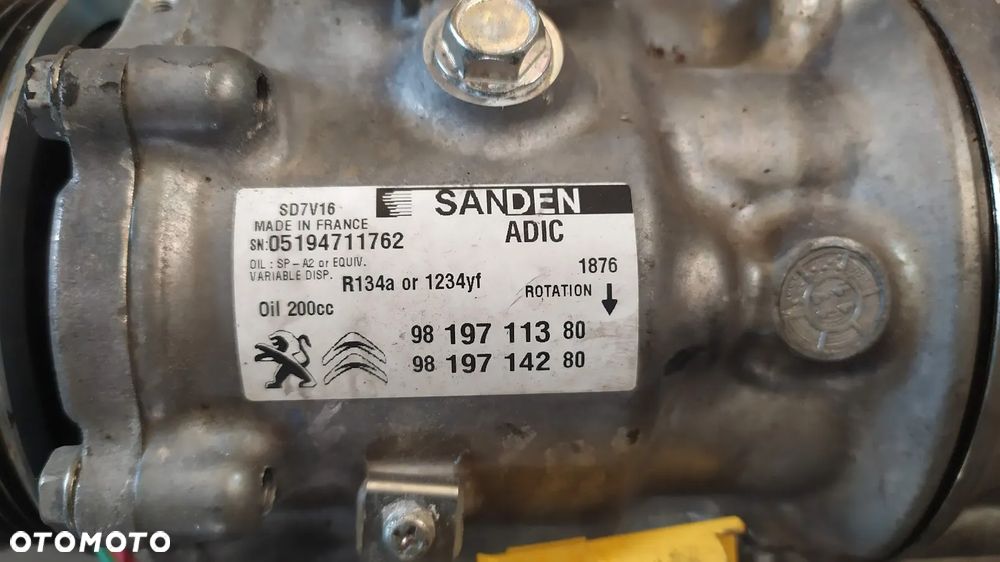 SD7V16
SANDEN
MADE IN FRANCE
ADIC
SN:05194711762
OIL : SP-A2 or EQUIV.
VARIABLE DISP.
R134a or 1234yf
1876
Oil 200cc
ROTATION ↓
98 197 113 80
98 197 142 80
OTOMOTO